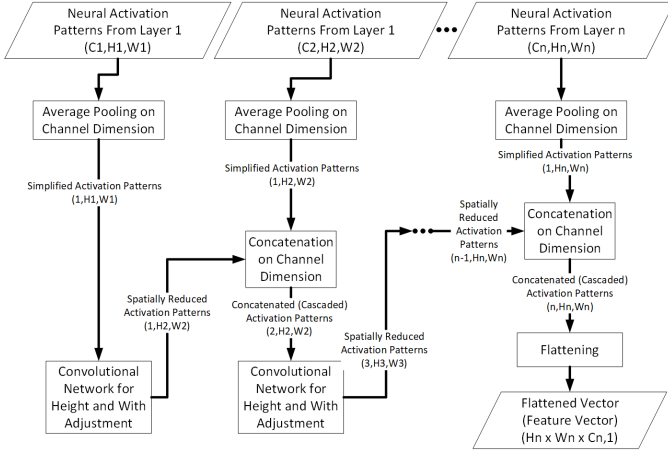 Neural Activation
Patterns From Layer 1
(C1,H1,W1)
Neural Activation
Patterns From Layer 1
(C2,H2,W2)
•••
Neural Activation
Patterns From Layer n
(Cn,Hn,Wn)
Average Pooling on
Channel Dimension
Average Pooling on
Channel Dimension
Average Pooling on
Channel Dimension
Simplified Activation Patterns
(1,H1,W1)
Simplified Activation Patterns
(1,H2,W2)
Simplified Activation Patterns
(1,Hn,Wn)
Concatenation
on Channel
Dimension
•••
Spatially
Reduced
Activation
Patterns
(n-1,Hn,Wn)
Concatenation
on Channel
Dimension
Spatially Reduced
Activation Patterns
(1,H2,W2)
Concatenated (Cascaded)
Activation Patterns
(2,H2,W2)
Spatially Reduced
Activation Patterns
(3,H3,W3)
Concatenated (Cascaded)
Activation Patterns
(n,Hn,Wn)
Convolutional
Network for
Height and With
Adjustment
Convolutional
Network for
Height and With
Adjustment
Flattening
Flattened Vector
(Feature Vector)
(Hn x Wn x Cn,1)